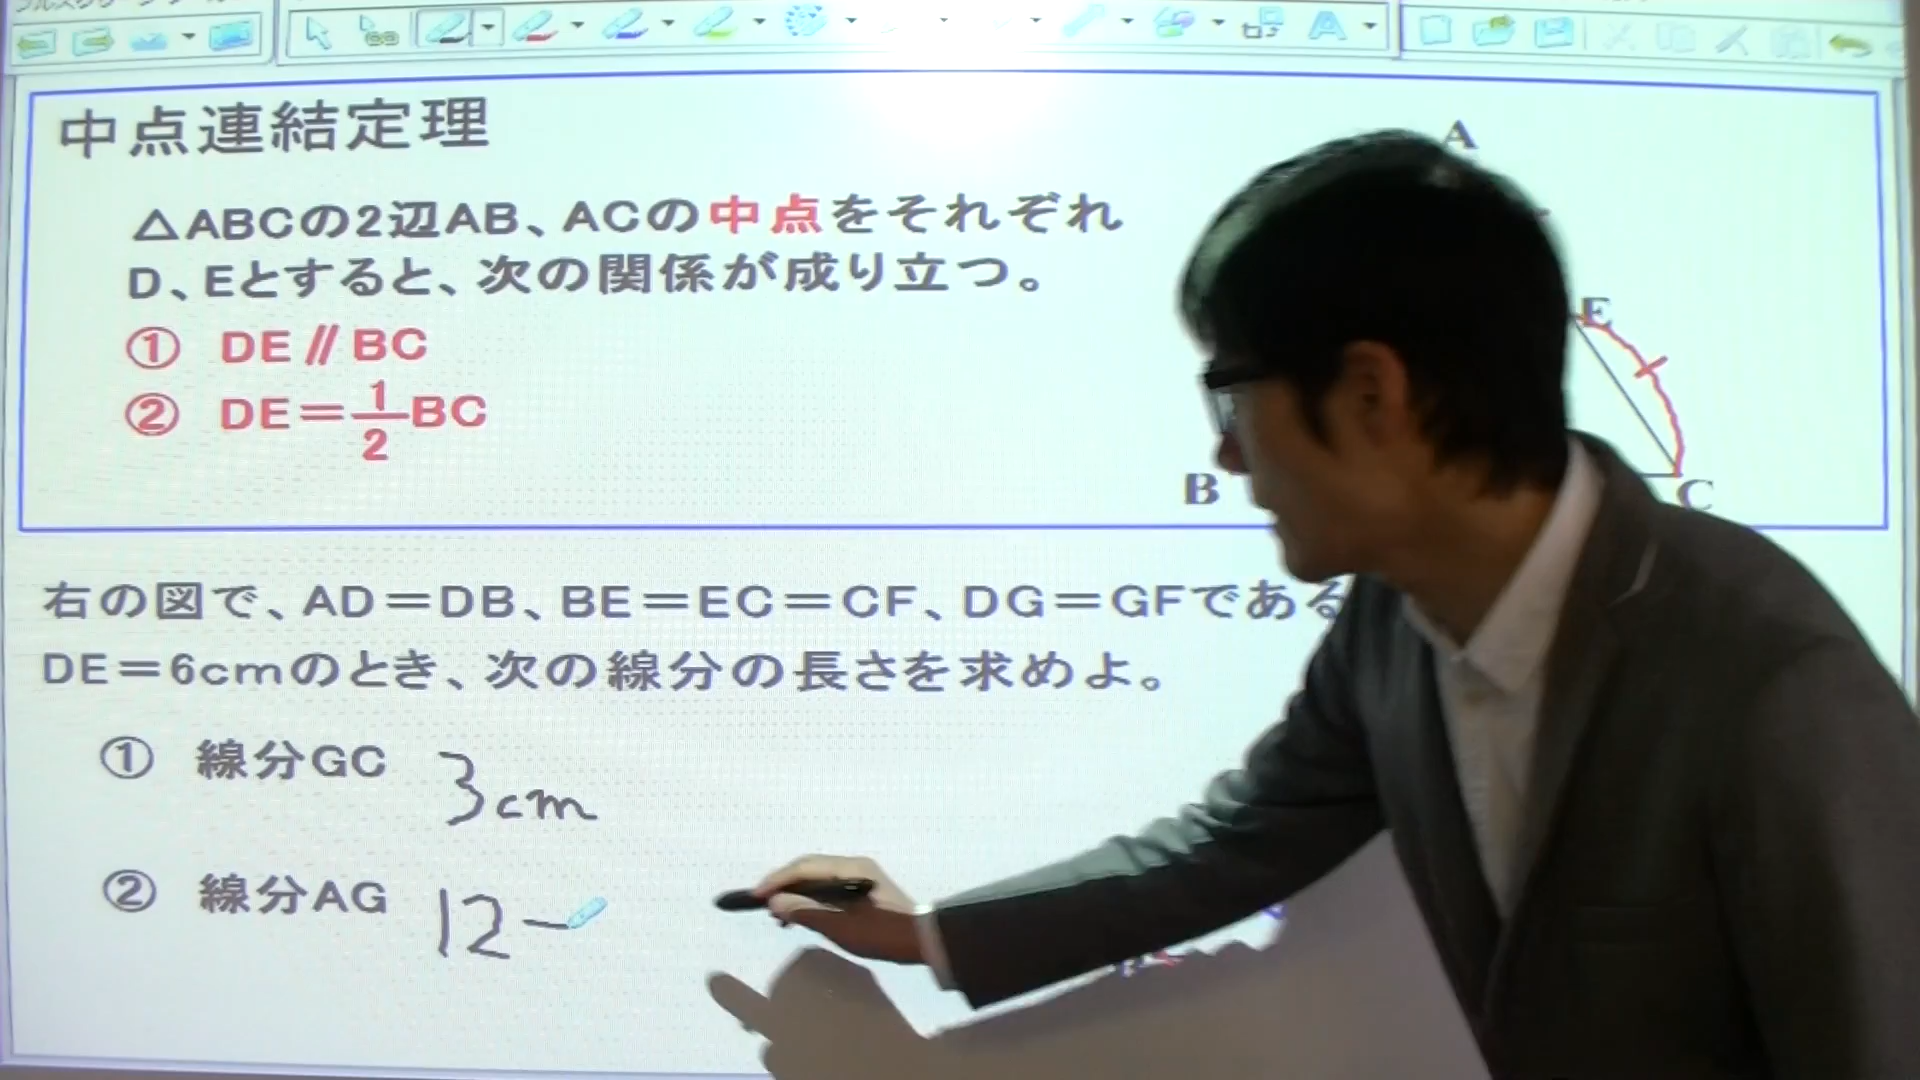 中点連結定理
△ABCの2辺AB、ACの中点をそれぞれ
D、Eとすると、次の関係が成り立つ。
① DE∥BC
② DE=1/2BC
A
E
B
C
右の図で、AD=DB、BE=EC=CF、DG=GFである
DE=6cmのとき、次の線分の長さを求めよ。
① 線分GC 3cm
② 線分AG 12-